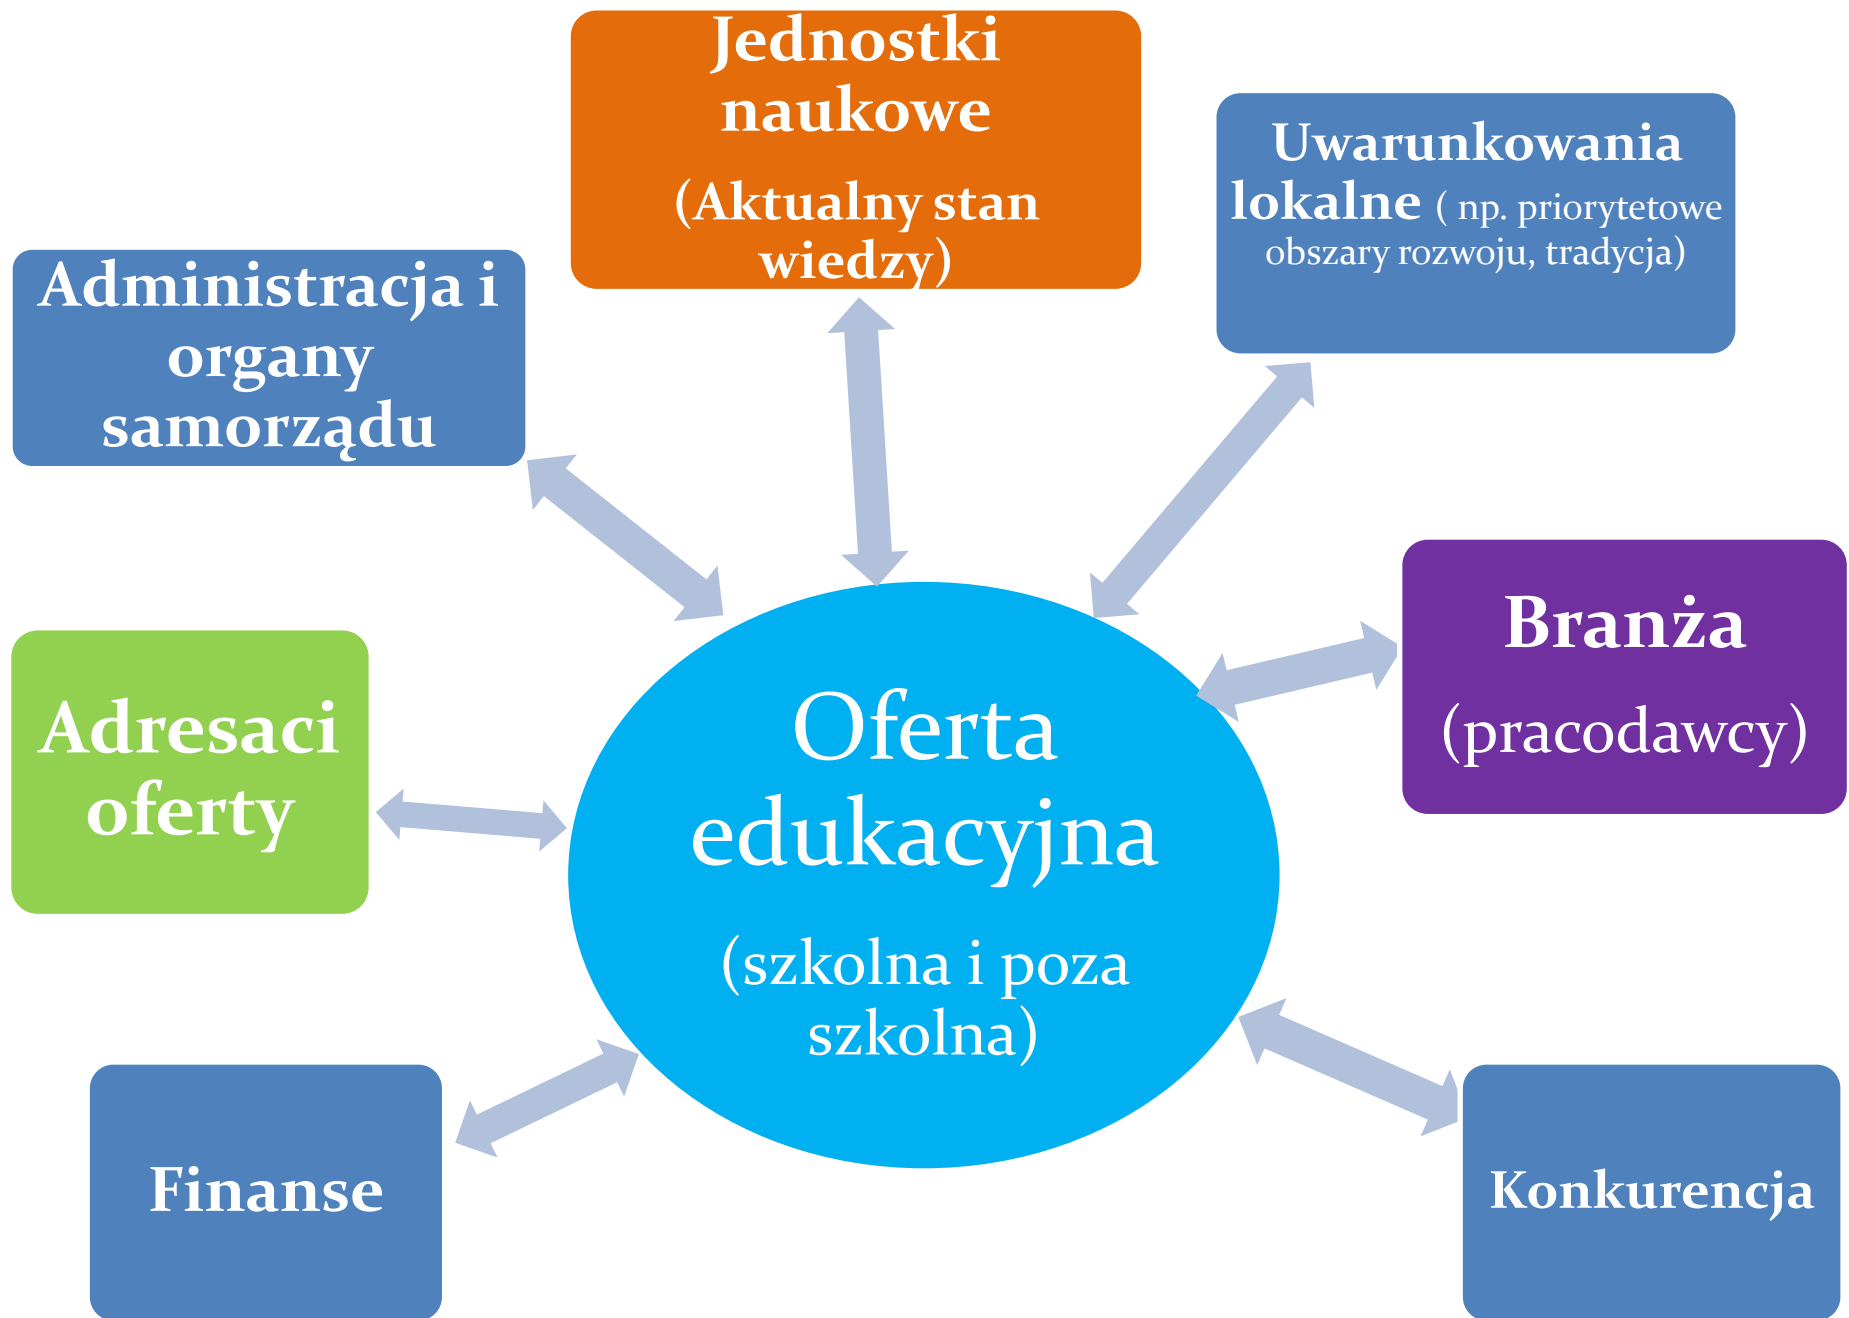 Jednostki
naukowe
(Aktualny stan
wiedzy)
Uwarunkowania
lokalne ( np. priorytetowe
obszary rozwoju, tradycja)
Administracja i
organy
samorządu
Branża
(pracodawcy)
Adresaci
oferty
Oferta
edukacyjna
(szkolna i poza
szkolna)
Finanse
Konkurencja